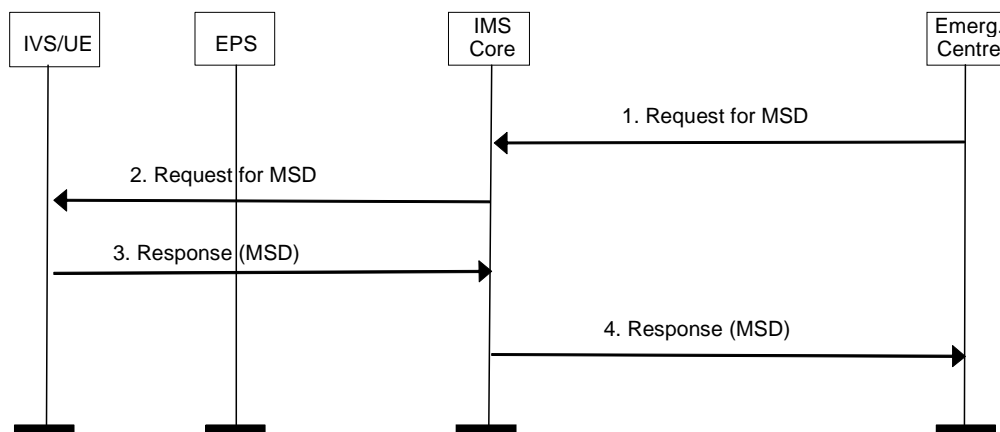 IVS/UE
EPS
IMS
Core
Emerg.
Centre
1. Request for MSD
2. Request for MSD
3. Response (MSD)
4. Response (MSD)